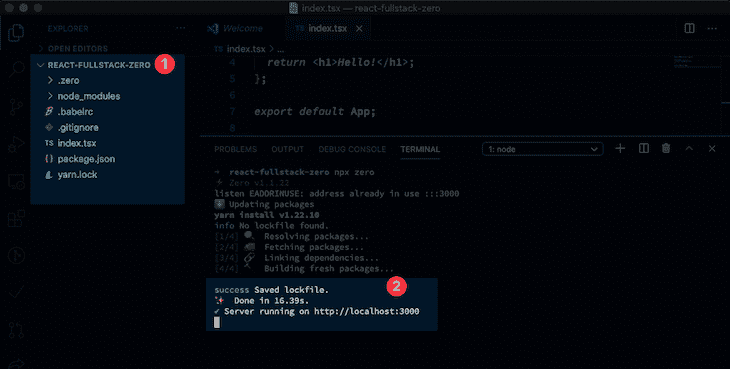 index.tsx — react-fullstack-zero
EXPLORER
Welcome
index.tsx
OPEN EDITORS
REACT-FULLSTACK-ZERO
1
.zero
node_modules
.babelrc
.gitignore
TS index.tsx
{} package.json
yarn.lock
TS index.tsx > ...
4 return <h1>Hello!</h1>;
5 };
6
7 export default App;
8
PROBLEMS OUTPUT DEBUG CONSOLE TERMINAL
1: node
→ react-fullstack-zero npx zero
⚡ Zero v1.1.22
listen EADDRINUSE: address already in use :::3000
Updating packages
yarn install v1.22.10
info No lockfile found.
[1/4] Resolving packages...
[2/4] Fetching packages...
[3/4] Linking dependencies...
[4/4] Building fresh packages...
success Saved lockfile.
2
✨ Done in 16.39s.
✔ Server running on http://localhost:3000